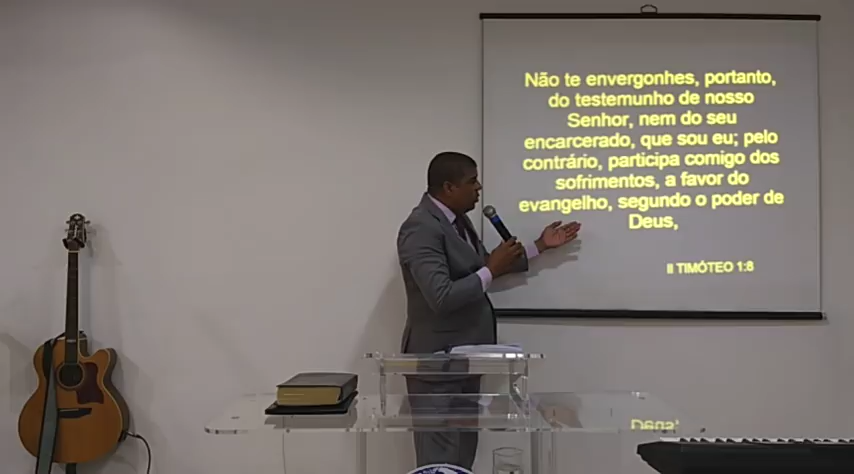 Não te envergonhes, portanto,
do testemunho de nosso
Senhor, nem do seu
encarcerado, que sou eu; pelo
contrário, participa comigo dos
sofrimentos, a favor do
evangelho, segundo o poder de
Deus,
II TIMÓTEO 1:8